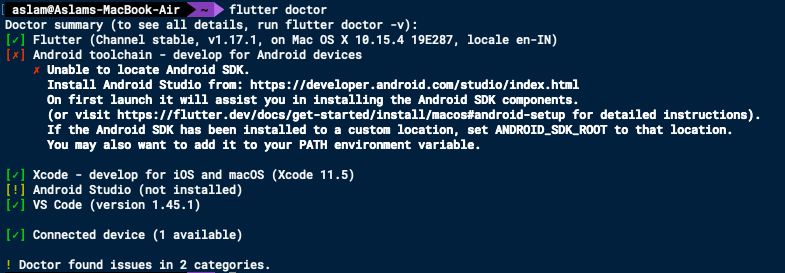 aslam@Aslams-MacBook-Air ~ flutter doctor
Doctor summary (to see all details, run flutter doctor -v):
[✓] Flutter (Channel stable, v1.17.1, on Mac OS X 10.15.4 19E287, locale en-IN)
[✗] Android toolchain - develop for Android devices
✗ Unable to locate Android SDK.
Install Android Studio from: https://developer.android.com/studio/index.html
On first launch it will assist you in installing the Android SDK components.
(or visit https://flutter.dev/docs/get-started/install/macos#android-setup for detailed instructions).
If the Android SDK has been installed to a custom location, set ANDROID_SDK_ROOT to that location.
You may also want to add it to your PATH environment variable.
[✓] Xcode - develop for iOS and macOS (Xcode 11.5)
[!] Android Studio (not installed)
[✓] VS Code (version 1.45.1)
[✓] Connected device (1 available)
! Doctor found issues in 2 categories.